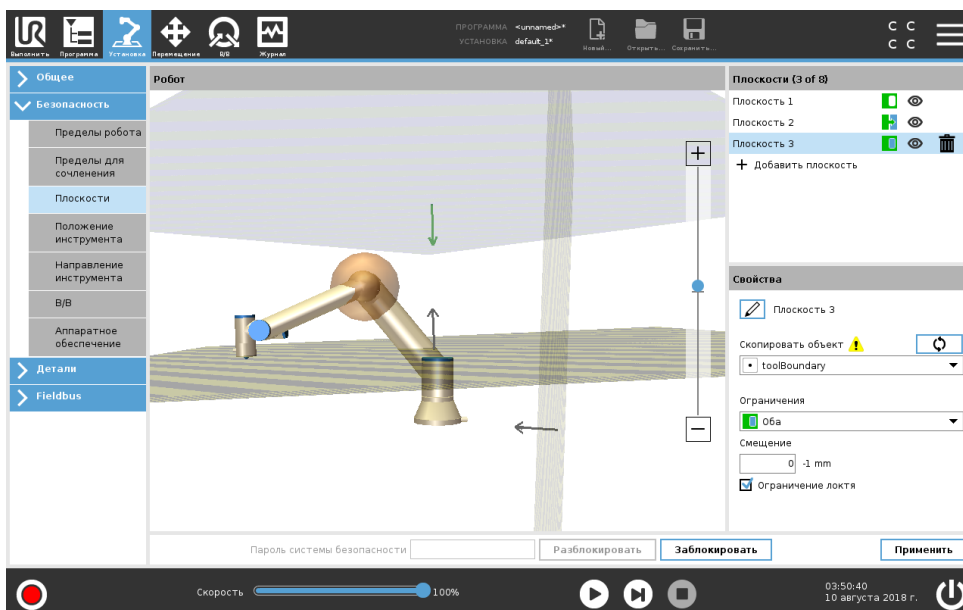 ПРОГРАММА <unnamed>*
УСТАНОВКА default_1*
Выполнить Программа Установка Перемещение В/В Журнал
Новый... Открыть... Сохранить...
C C
C C
Общее
Безопасность
Пределы робота
Пределы для
сочленения
Плоскости
Положение
инструмента
Направление
инструмента
В/В
Аппаратное
обеспечение
Детали
Fieldbus
Робот
Плоскости (3 of 8)
Плоскость 1
Плоскость 2
Плоскость 3
Добавить плоскость
Свойства
Плоскость 3
Скопировать объект
toolBoundary
Ограничения
Оба
Смещение
0 -1 mm
Ограничение локтя
Пароль системы безопасности Разблокировать Заблокировать Применить
Скорость 100%
03:50:40
10 августа 2018 г.